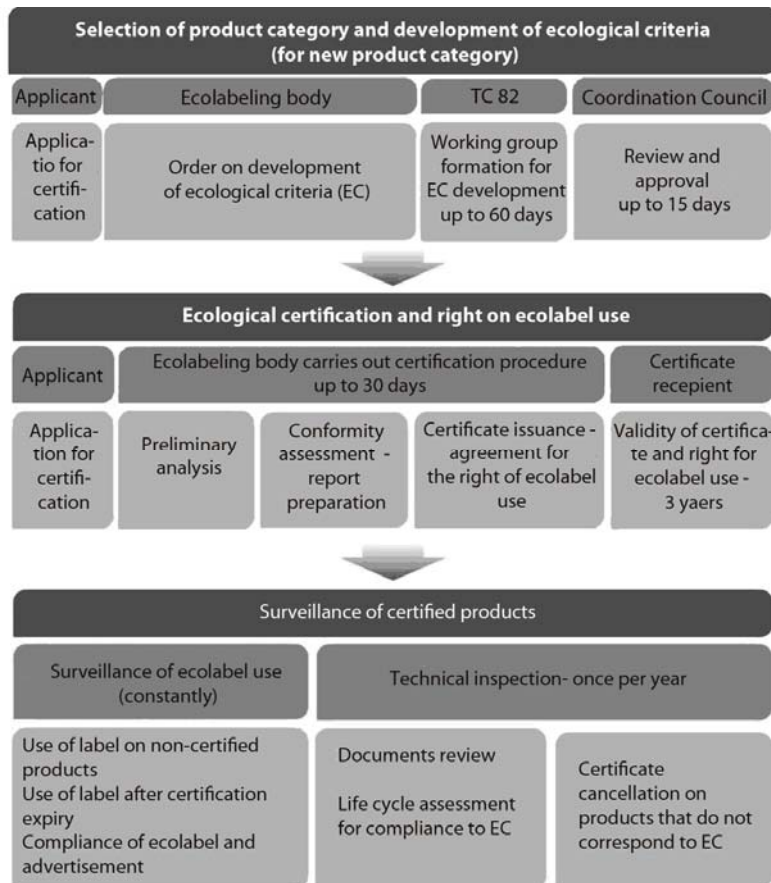 Selection of product category and development of ecological criteria
(for new product category)
Applicant
Ecolabeling body
TC 82
Coordination Council
Applica-
tio for
certifi-
cation
Order on development
of ecological criteria (EC)
Working group
formation for
EC development
up to 60 days
Review and
approval
up to 15 days
Ecological certification and right on ecolabel use
Applicant
Ecolabeling body carries out certification procedure
up to 30 days
Certificate
recepient
Applica-
tion for
certifi-
cation
Preliminary
analysis
Conformity
assessment -
report
preparation
Certificate issuance -
agreement for
the right of ecolabel
use
Validity of certifica-
te and right for
ecolabel use -
3 yaers
Surveillance of certified products
Surveillance of ecolabel use
(constantly)
Technical inspection- once per year
Use of label on non-certified
products
Use of label after certification
expiry
Compliance of ecolabel and
advertisement
Documents review
Life cycle assessment
for compliance to EC
Certificate
cancellation on
products that do not
correspond to EC